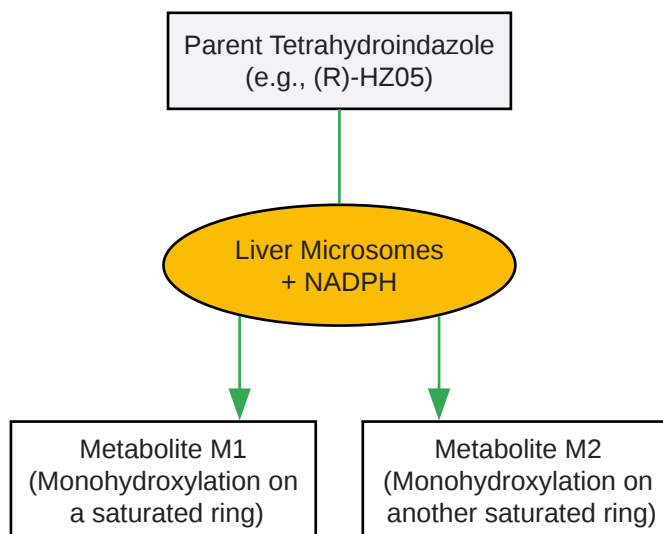 Parent Tetrahydroindazole
(e.g., (R)-HZ05)
Liver Microsomes
+ NADPH
Metabolite M1
(Monohydroxylation on
a saturated ring)
Metabolite M2
(Monohydroxylation on
another saturated ring)